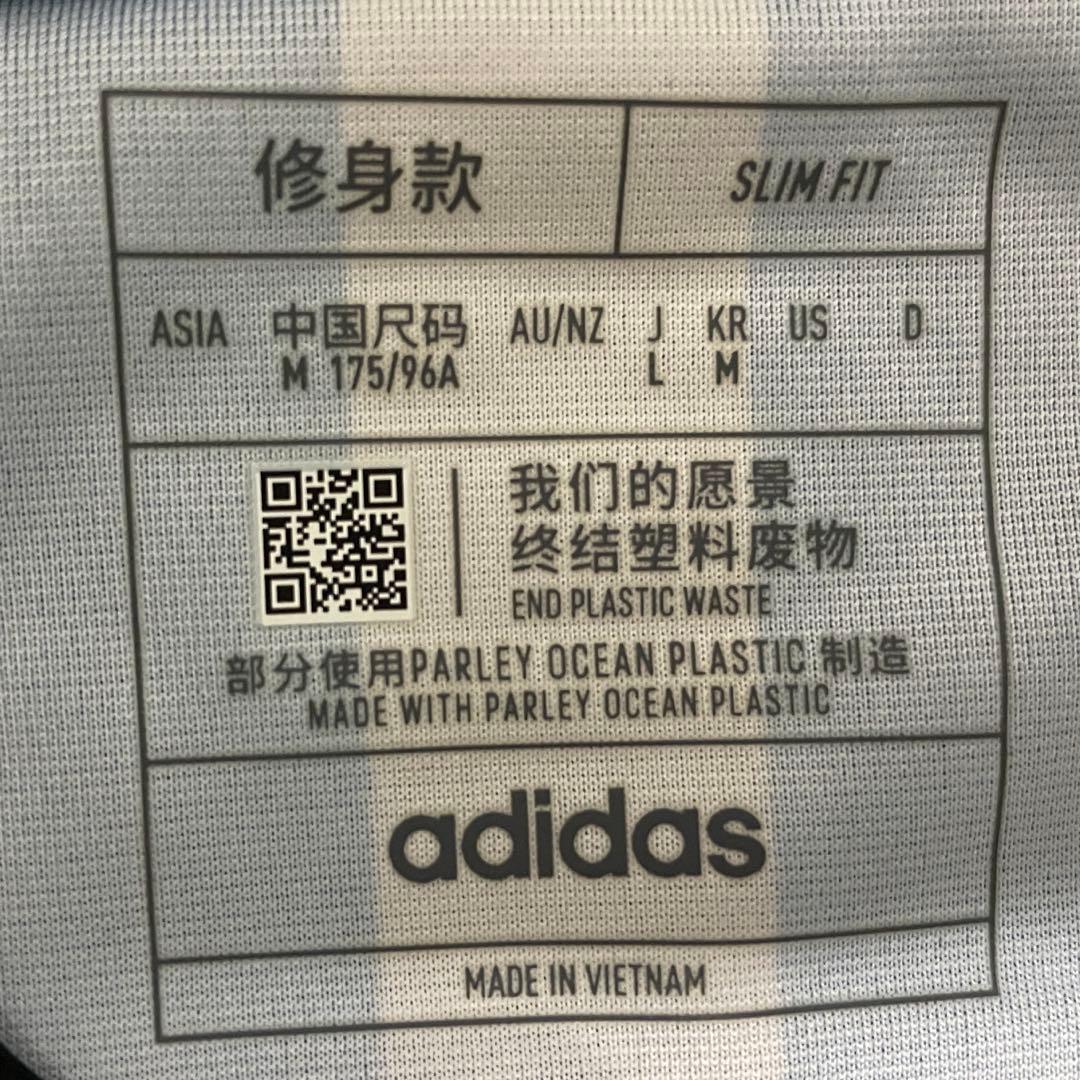 修身款 SLIM FIT
ASIA 中国尺码 AU/NZ J KR US D
M 175/96A L M
我们的愿景
终结塑料废物
END PLASTIC WASTE
部分使用PARLEY OCEAN PLASTIC 制造
MADE WITH PARLEY OCEAN PLASTIC
adidas
MADE IN VIETNAM